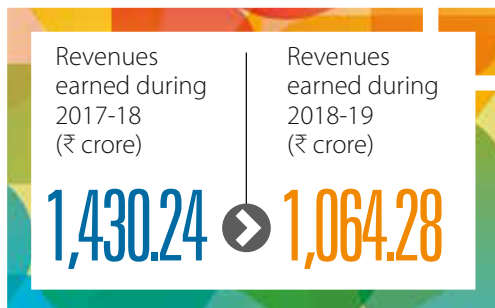 Revenues
earned during
2017-18
(₹ crore)
1,430.24
Revenues
earned during
2018-19
(₹ crore)
1,064.28